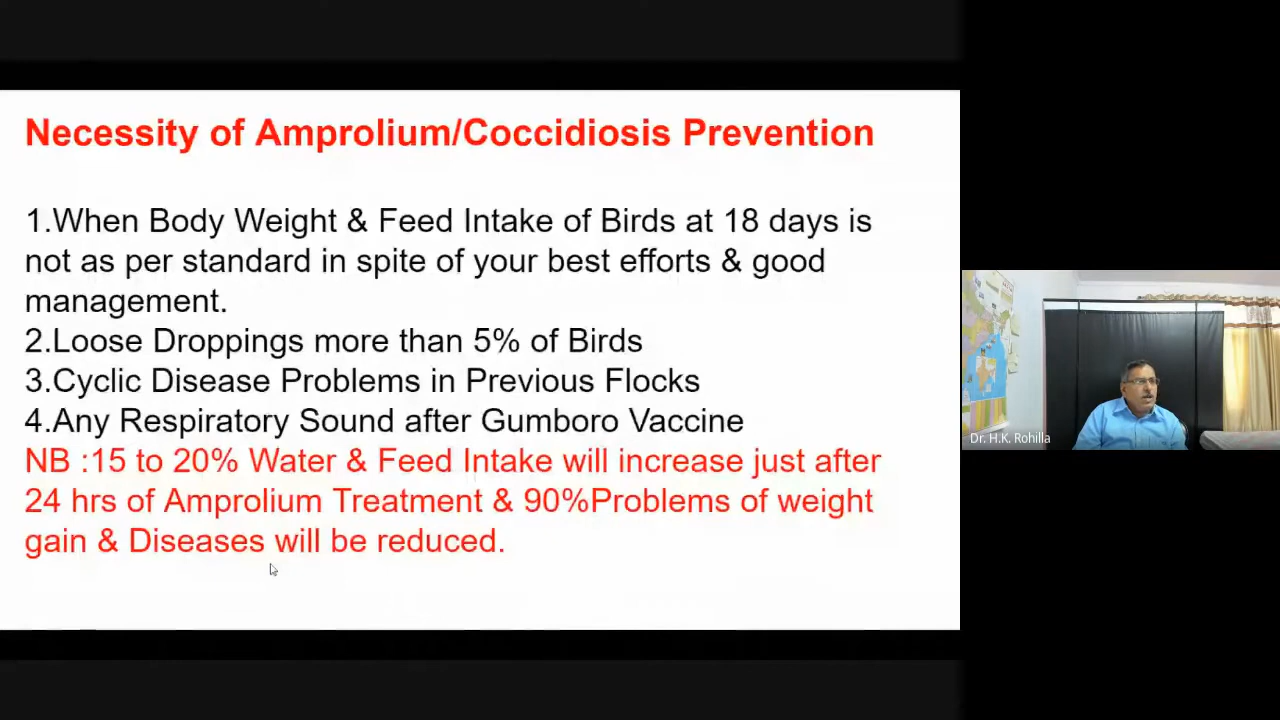 Necessity of Amprolium/Coccidiosis Prevention
1.When Body Weight & Feed Intake of Birds at 18 days is
not as per standard in spite of your best efforts & good
management.
2.Loose Droppings more than 5% of Birds
3.Cyclic Disease Problems in Previous Flocks
4.Any Respiratory Sound after Gumboro Vaccine
NB :15 to 20% Water & Feed Intake will increase just after
24 hrs of Amprolium Treatment & 90%Problems of weight
gain & Diseases will be reduced.
Dr. H.K. Rohilla